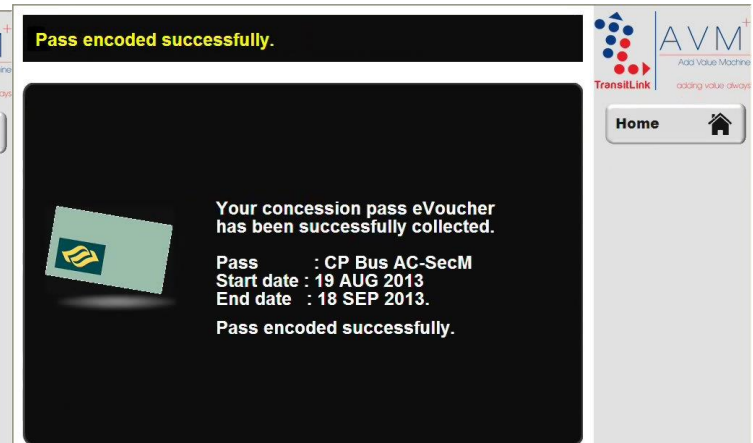 Pass encoded successfully.
AVM+
Add Value Machine
TransitLink
adding value always
Home
Your concession pass eVoucher
has been successfully collected.
Pass : CP Bus AC-SecM
Start date : 19 AUG 2013
End date : 18 SEP 2013.
Pass encoded successfully.